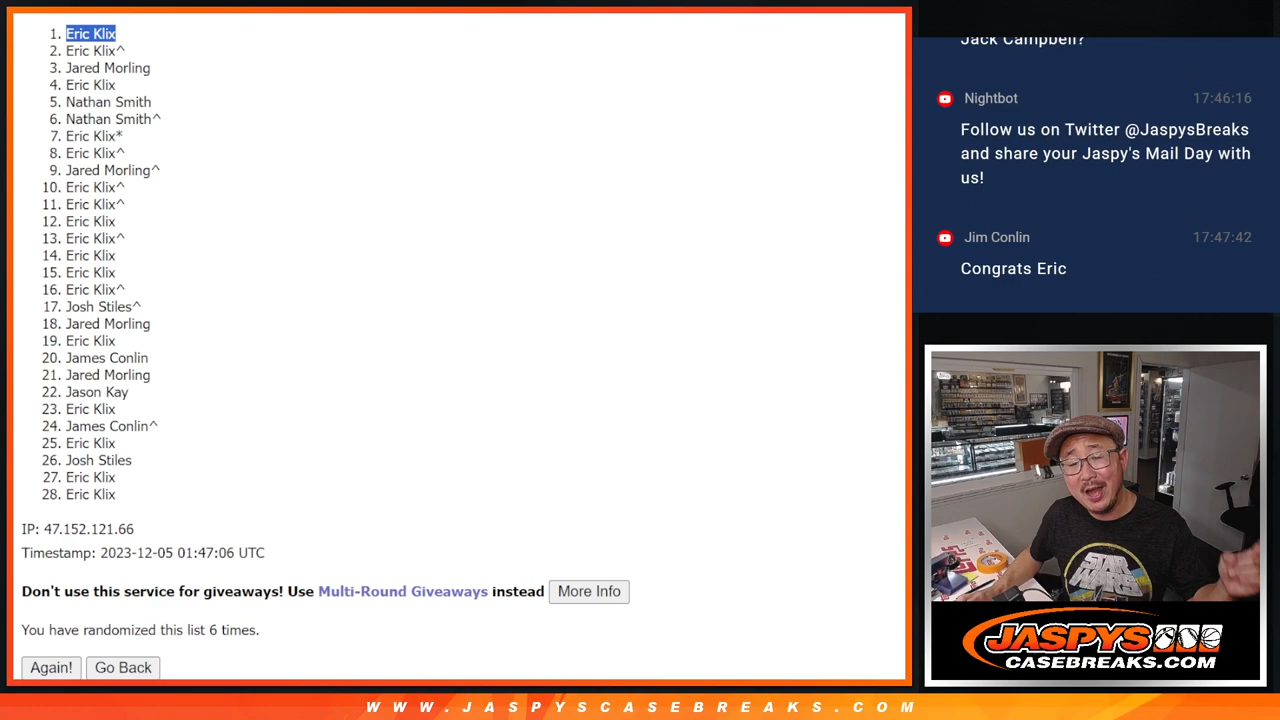 1. Eric Klix
2. Eric Klix^
3. Jared Morling
4. Eric Klix
5. Nathan Smith
6. Nathan Smith^
7. Eric Klix*
8. Eric Klix^
9. Jared Morling^
10. Eric Klix^
11. Eric Klix^
12. Eric Klix
13. Eric Klix^
14. Eric Klix
15. Eric Klix
16. Eric Klix^
17. Josh Stiles^
18. Jared Morling
19. Eric Klix
20. James Conlin
21. Jared Morling
22. Jason Kay
23. Eric Klix
24. James Conlin^
25. Eric Klix
26. Josh Stiles
27. Eric Klix
28. Eric Klix
IP: 47.152.121.66
Timestamp: 2023-12-05 01:47:06 UTC
Don't use this service for giveaways! Use Multi-Round Giveaways instead More Info
You have randomized this list 6 times.
Again! Go Back
Jack Campbell?
Nightbot 17:46:16
Follow us on Twitter @JaspysBreaks
and share your Jaspy's Mail Day with
us!
Jim Conlin 17:47:42
Congrats Eric
STAR
WARS
JASPYS
CASEBREAKS.COM
WWW.JASPYSCASEBREAKS.COM